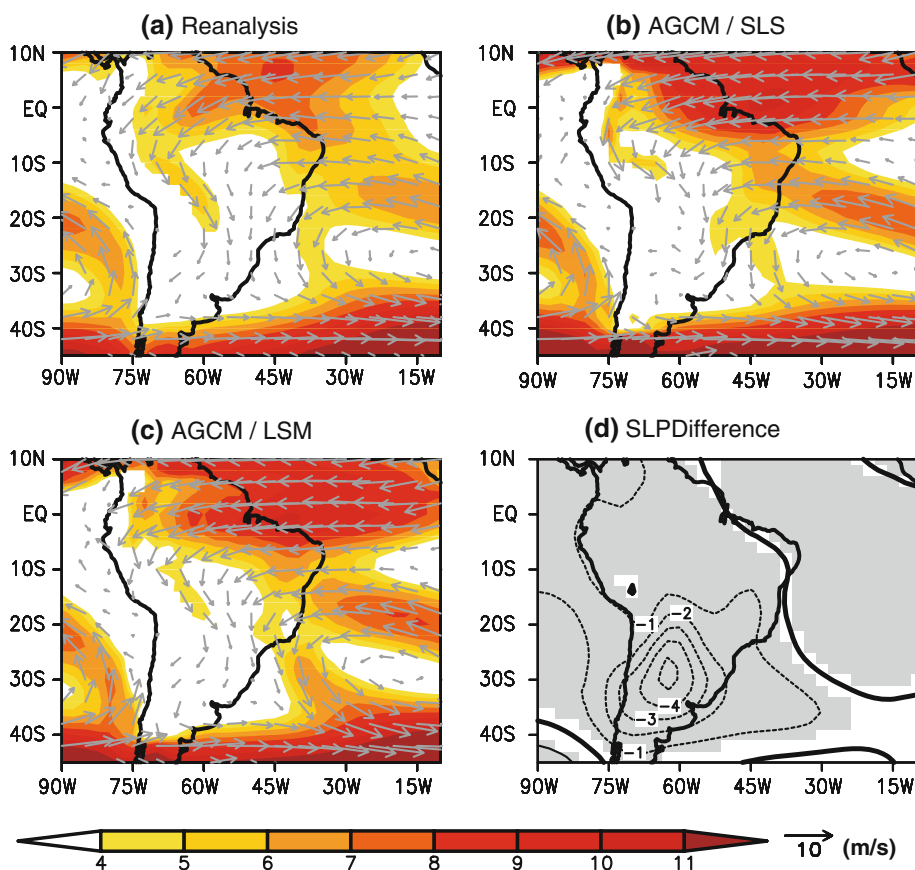 (a) Reanalysis
(b) AGCM / SLS
10N
EQ
10S
20S
30S
40S
90W 75W 60W 45W 30W 15W
10N
EQ
10S
20S
30S
40S
90W 75W 60W 45W 30W 15W
(c) AGCM / LSM
(d) SLPDifference
10N
EQ
10S
20S
30S
40S
90W 75W 60W 45W 30W 15W
10N
EQ
10S
20S
30S
40S
-1 -2
-4
-3
-1
90W 75W 60W 45W 30W 15W
4 5 6 7 8 9 10 11
10 (m/s)